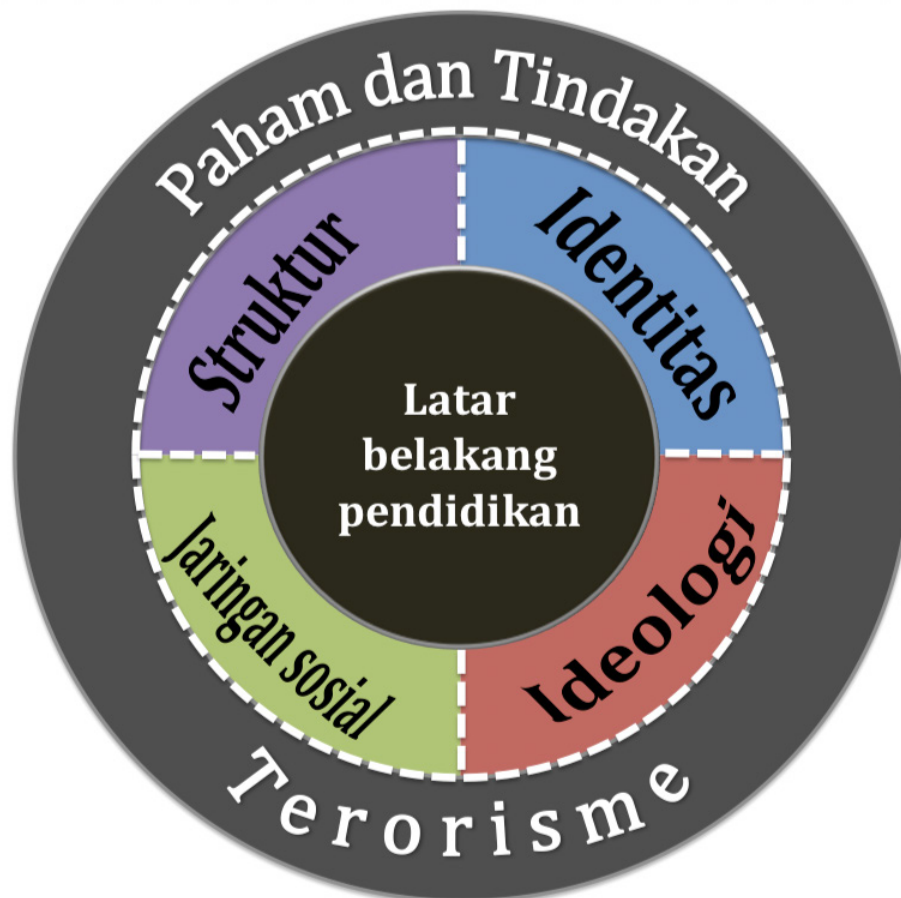 Paham dan Tindakan
Struktur
Identitas
Latar
belakang
pendidikan
Jaringan sosial
Ideologi
Terorisme